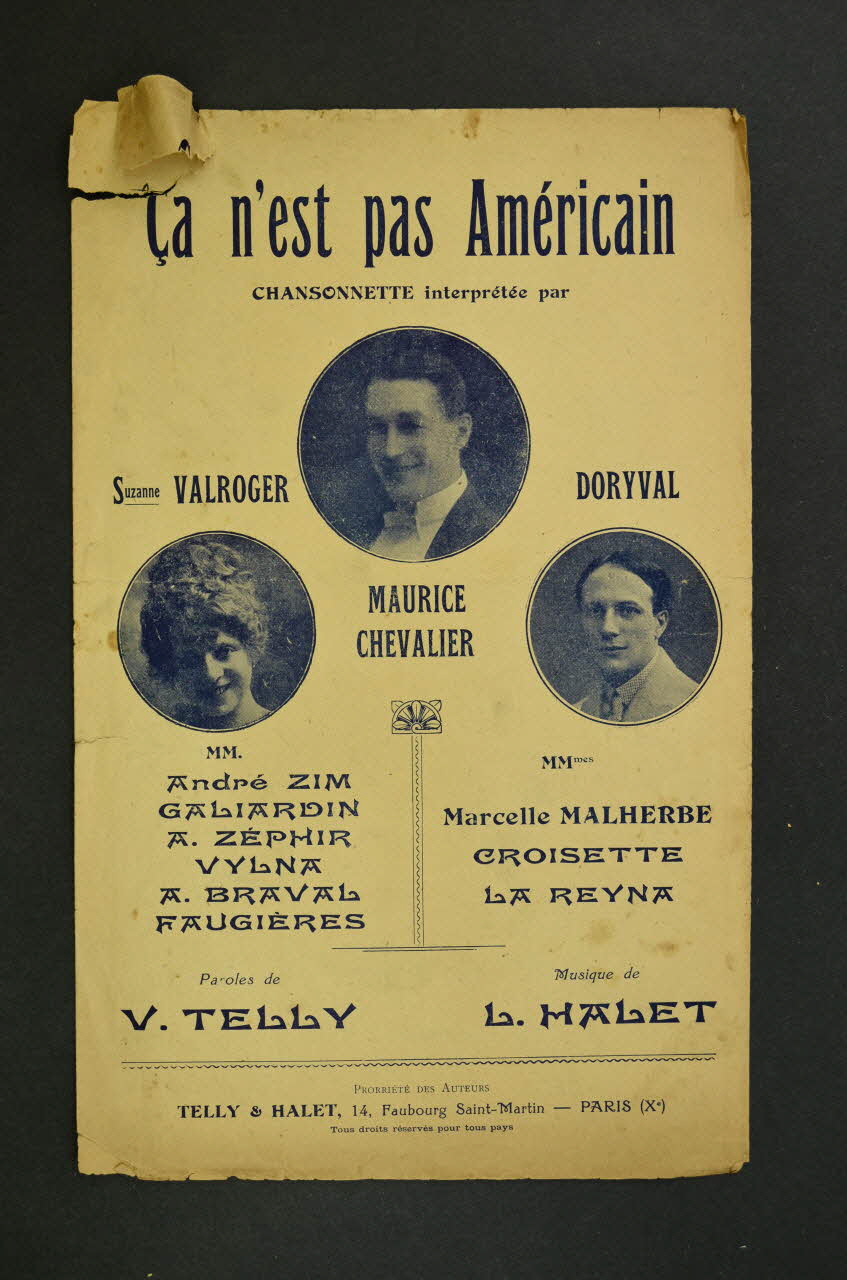 Ça n'est pas Américain
CHANSONNETTE interprétée par
Suzanne VALROGER
DORYVAL
MAURICE
CHEVALIER
MM.
André ZIM
GALIARDIN
A. ZÉPHIR
VYLNA
A. BRAVAL
FAUGIÈRES
MMmes
Marcelle MALHERBE
CROISETTE
LA REYNA
Paroles de
V. TELLY
Musique de
L. HALET
PROPRIÉTÉ DES AUTEURS
TELLY & HALET, 14, Faubourg Saint-Martin — PARIS (Xe)
Tous droits réservés pour tous pays